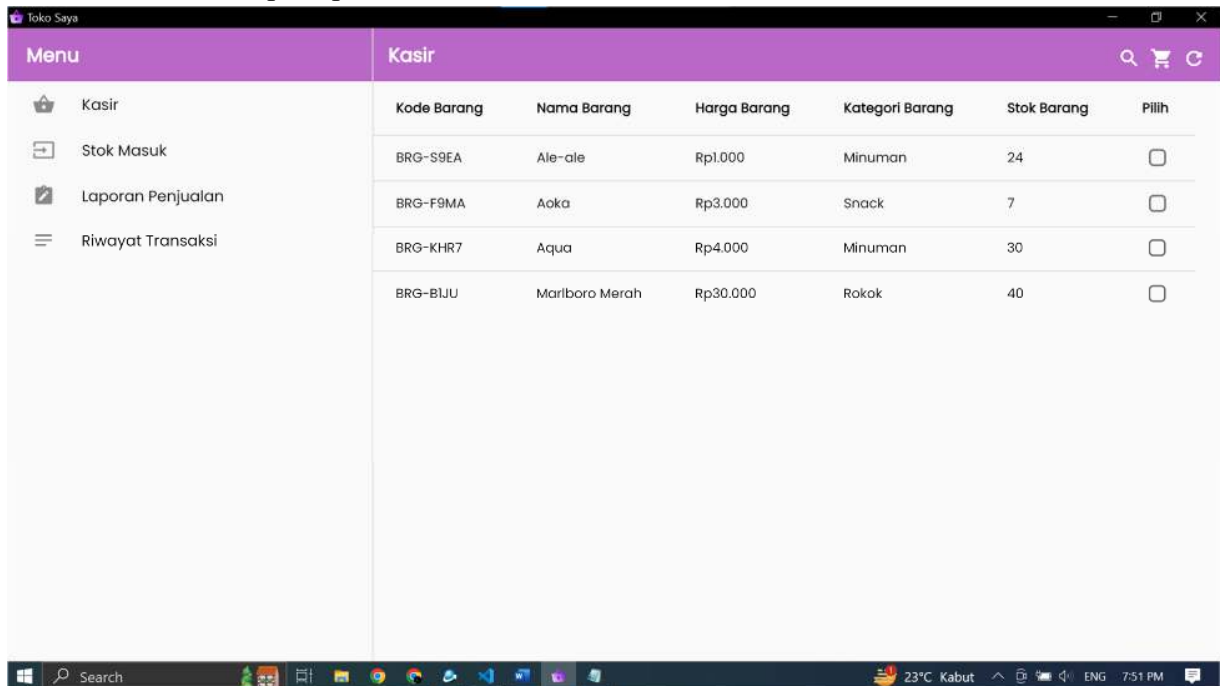 Toko Saya
Menu
Kasir
Kasir
Stok Masuk
Laporan Penjualan
Riwayat Transaksi
Kode Barang Nama Barang Harga Barang Kategori Barang Stok Barang Pilih
BRG-S9EA Ale-ale Rp1.000 Minuman 24
BRG-F9MA Aoka Rp3.000 Snack 7
BRG-KHR7 Aqua Rp4.000 Minuman 30
BRG-B1JU Marlboro Merah Rp30.000 Rokok 40
Search 23°C Kabut ENG 7:51 PM